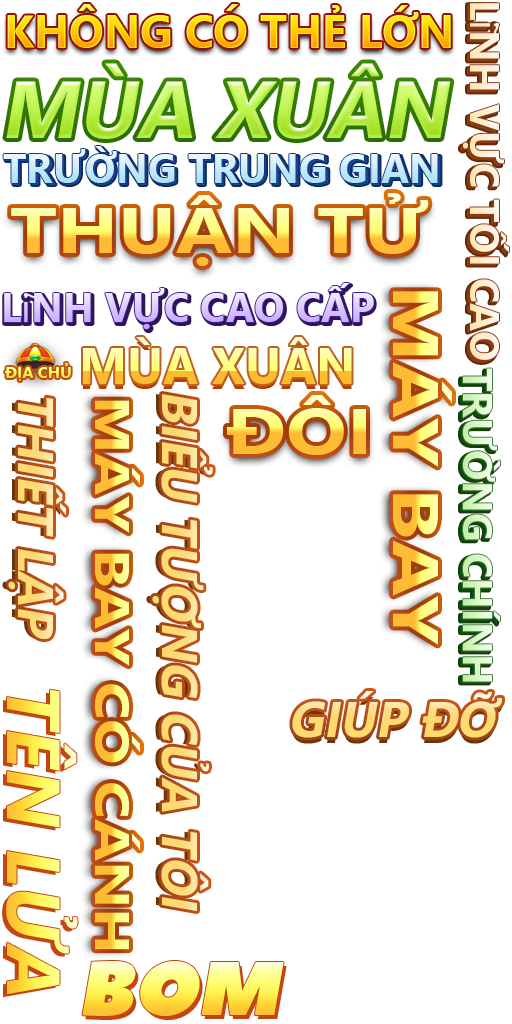 KHÔNG CÓ THẺ LỚN
MÙA XUÂN
TRƯỜNG TRUNG GIAN
THUẬN TỬ
LĩNH VỰC TỐI CAO
LĩNH VỰC CAO CẤP
MÁY BAY
ĐỊA CHỦ
MÙA XUÂN
TRƯỜNG CHÍNH
THIẾT LẬP
MÁY BAY CÓ CÁNH
BIỂU TƯỢNG CỦA TÔI
ĐÔI
GIÚP ĐỠ
TÊN LỬA
BOM